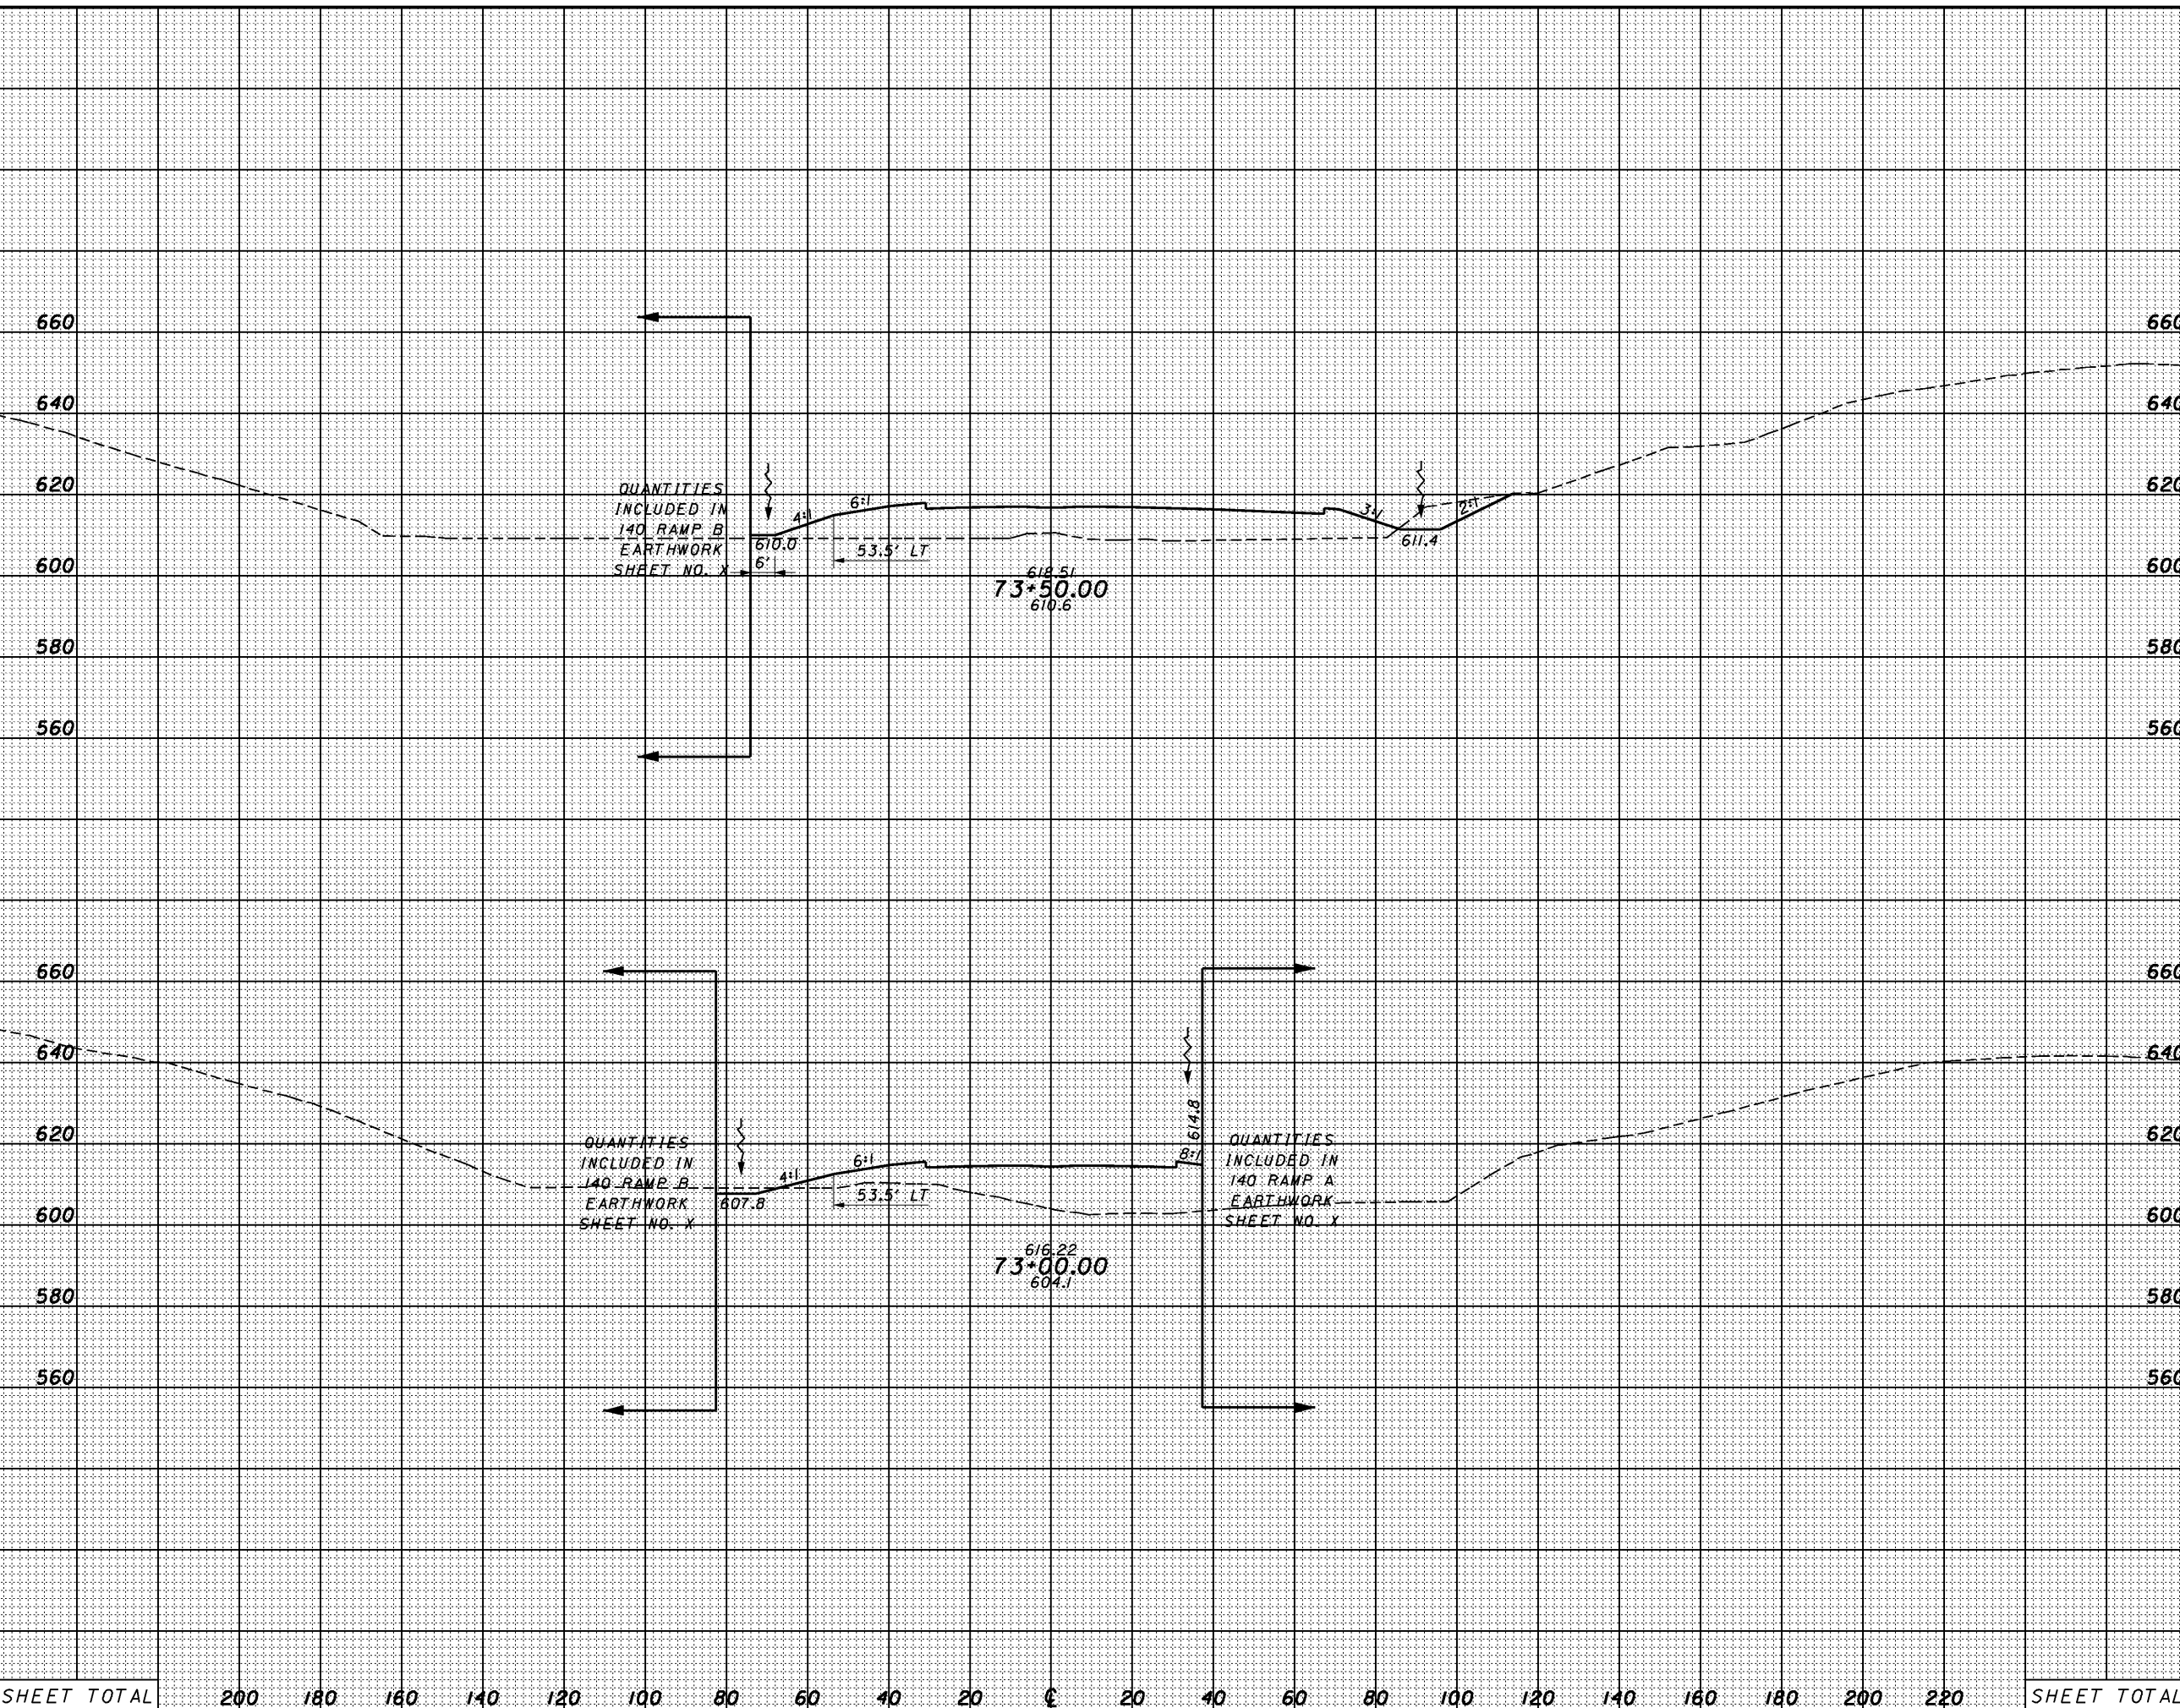 660 660
640 640
QUANTITIES
INCLUDED IN
140 RAMP B
EARTHWORK
SHEET NO. X
620 620
4:1 6:1 3:1 2:1
610.0 611.4
6'
53.5' LT
600 600
618.51
73+50.00
610.6
580 580
560 560
660 660
640 640
620 620
614.8
QUANTITIES
INCLUDED IN
140 RAMP B
EARTHWORK
SHEET NO. X
4:1 6:1 8:1
607.8
53.5' LT
QUANTITIES
INCLUDED IN
140 RAMP A
EARTHWORK
SHEET NO. X
600 600
616.22
73+00.00
604.1
580 580
560 560
SHEET TOTAL 200 180 160 140 120 100 80 60 40 20 ℄ 20 40 60 80 100 120 140 160 180 200 220 SHEET TOTAL